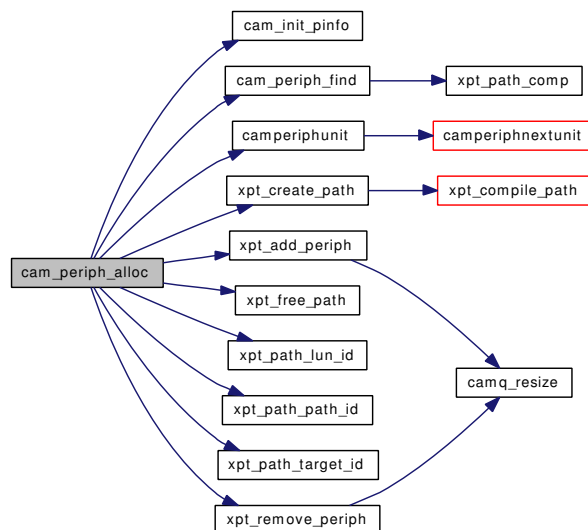 cam_init_pinfo
cam_periph_find
xpt_path_comp
camperiphunit
camperiphnextunit
xpt_create_path
xpt_compile_path
xpt_add_periph
cam_periph_alloc
xpt_free_path
xpt_path_lun_id
camq_resize
xpt_path_path_id
xpt_path_target_id
xpt_remove_periph